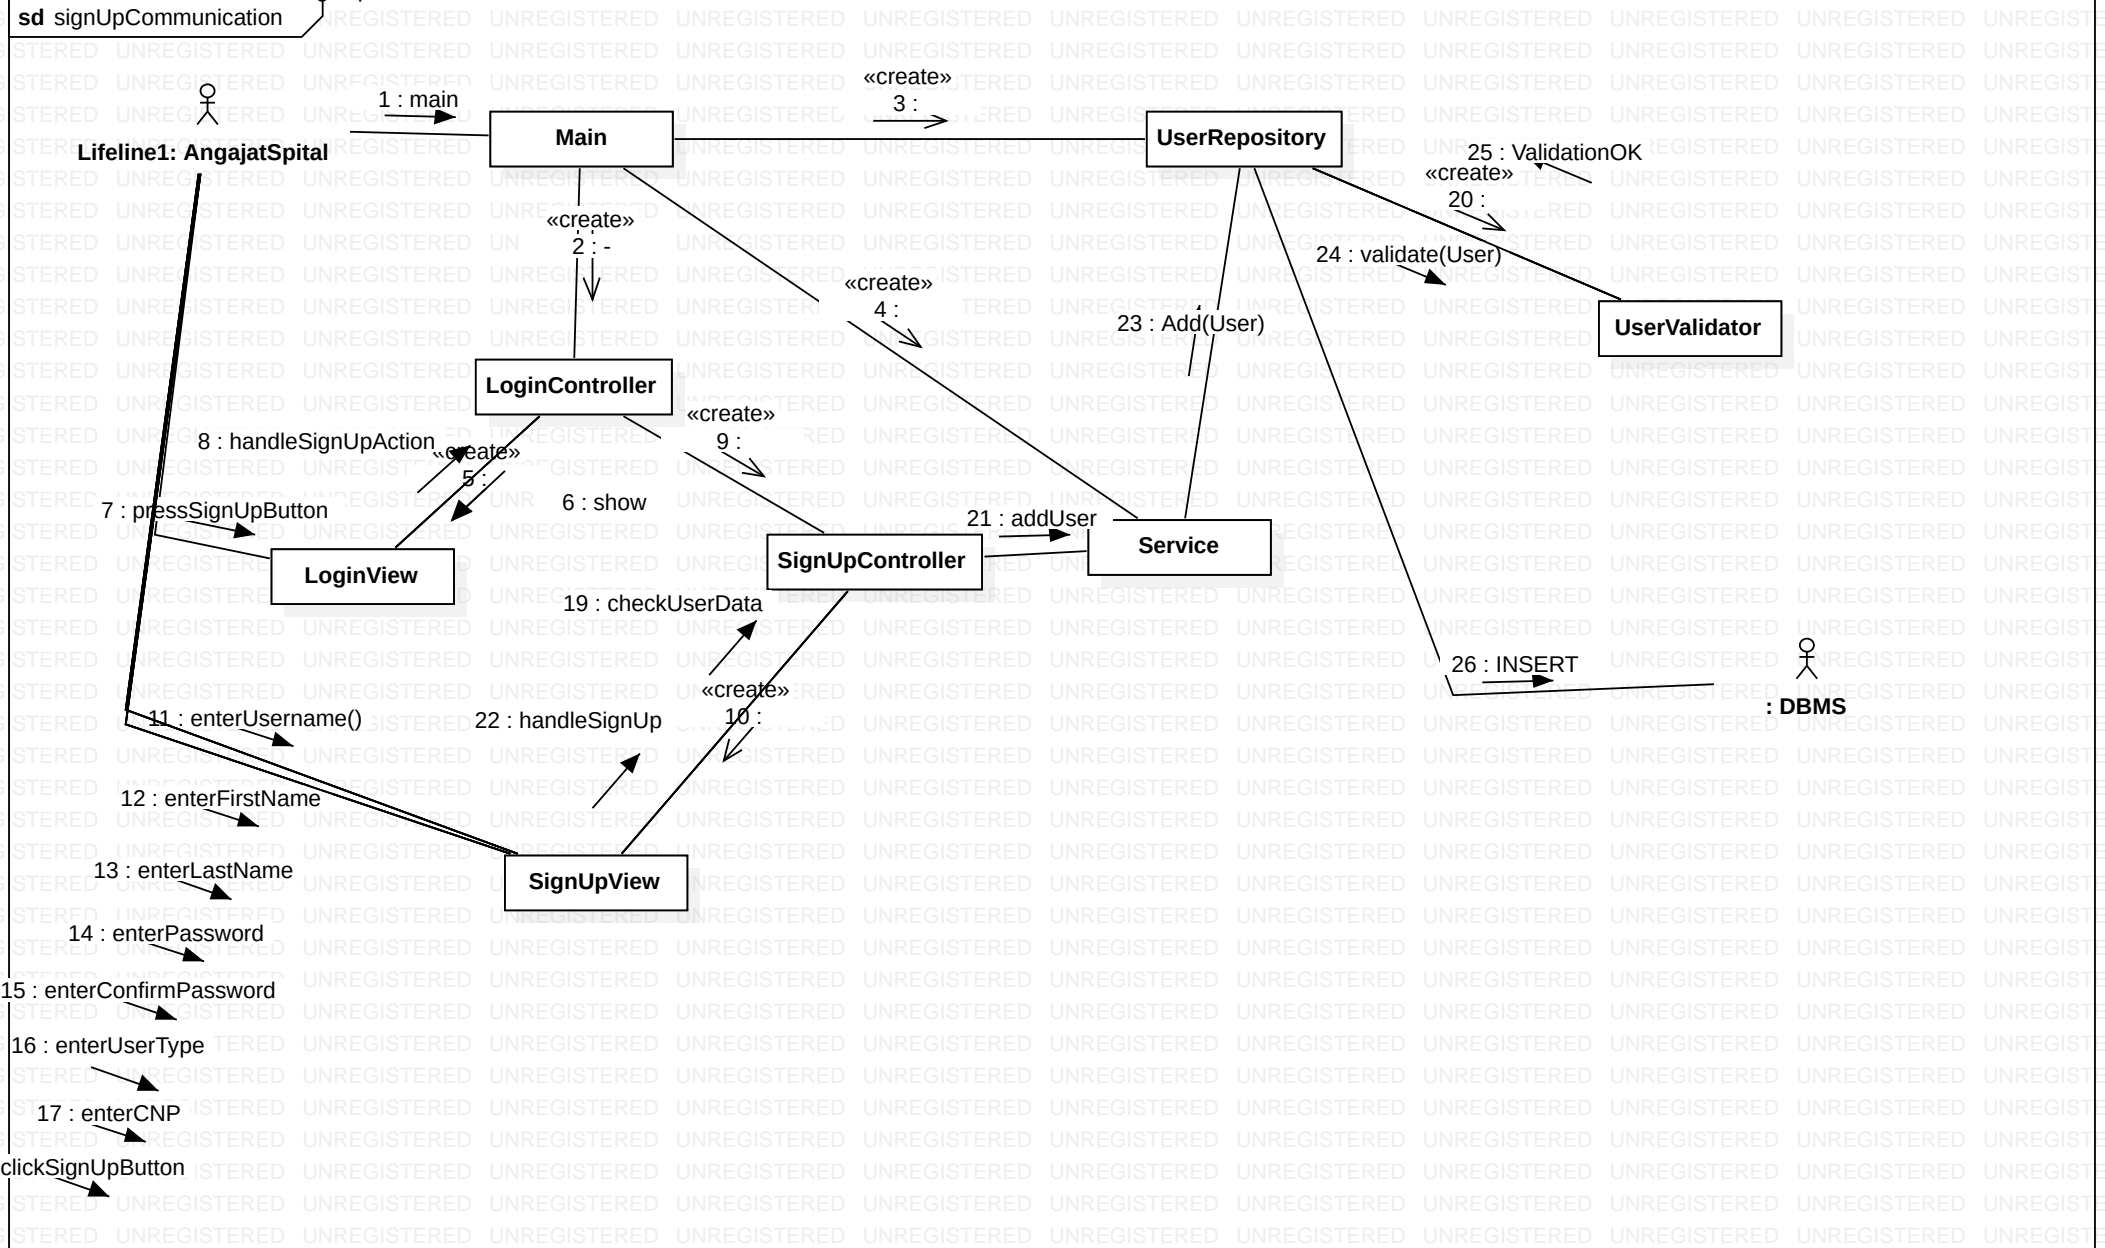 sd signUpCommunication
1 : main
«create»
3 :
Main
UserRepository
Lifeline1: AngajatSpital
25 : ValidationOK
«create»
20 :
«create»
2 : -
24 : validate(User)
«create»
4 :
23 : Add(User)
UserValidator
LoginController
«create»
9 :
8 : handleSignUpAction
«create»
5 :
6 : show
7 : pressSignUpButton
21 : addUser
Service
SignUpController
LoginView
19 : checkUserData
26 : INSERT
: DBMS
«create»
10 :
11 : enterUsername()
22 : handleSignUp
12 : enterFirstName
13 : enterLastName
SignUpView
14 : enterPassword
15 : enterConfirmPassword
16 : enterUserType
17 : enterCNP
clickSignUpButton
UNREGISTERED